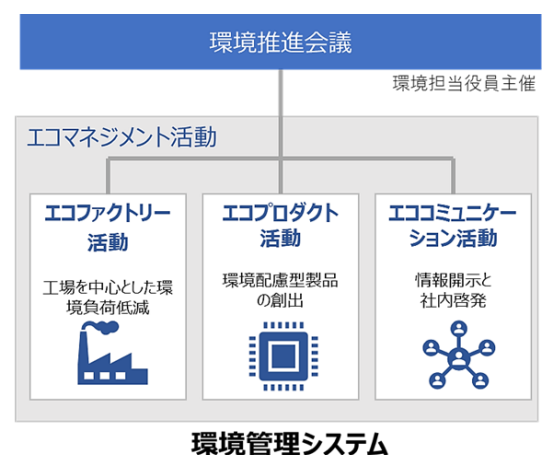 環境推進会議
環境担当役員主催
エコマネジメント活動
エコファクトリー
活動
工場を中心とした環
境負荷低減
エコプロダクト
活動
環境配慮型製品
の創出
エココミュニケー
ション活動
情報開示と
社内啓発
環境管理システム